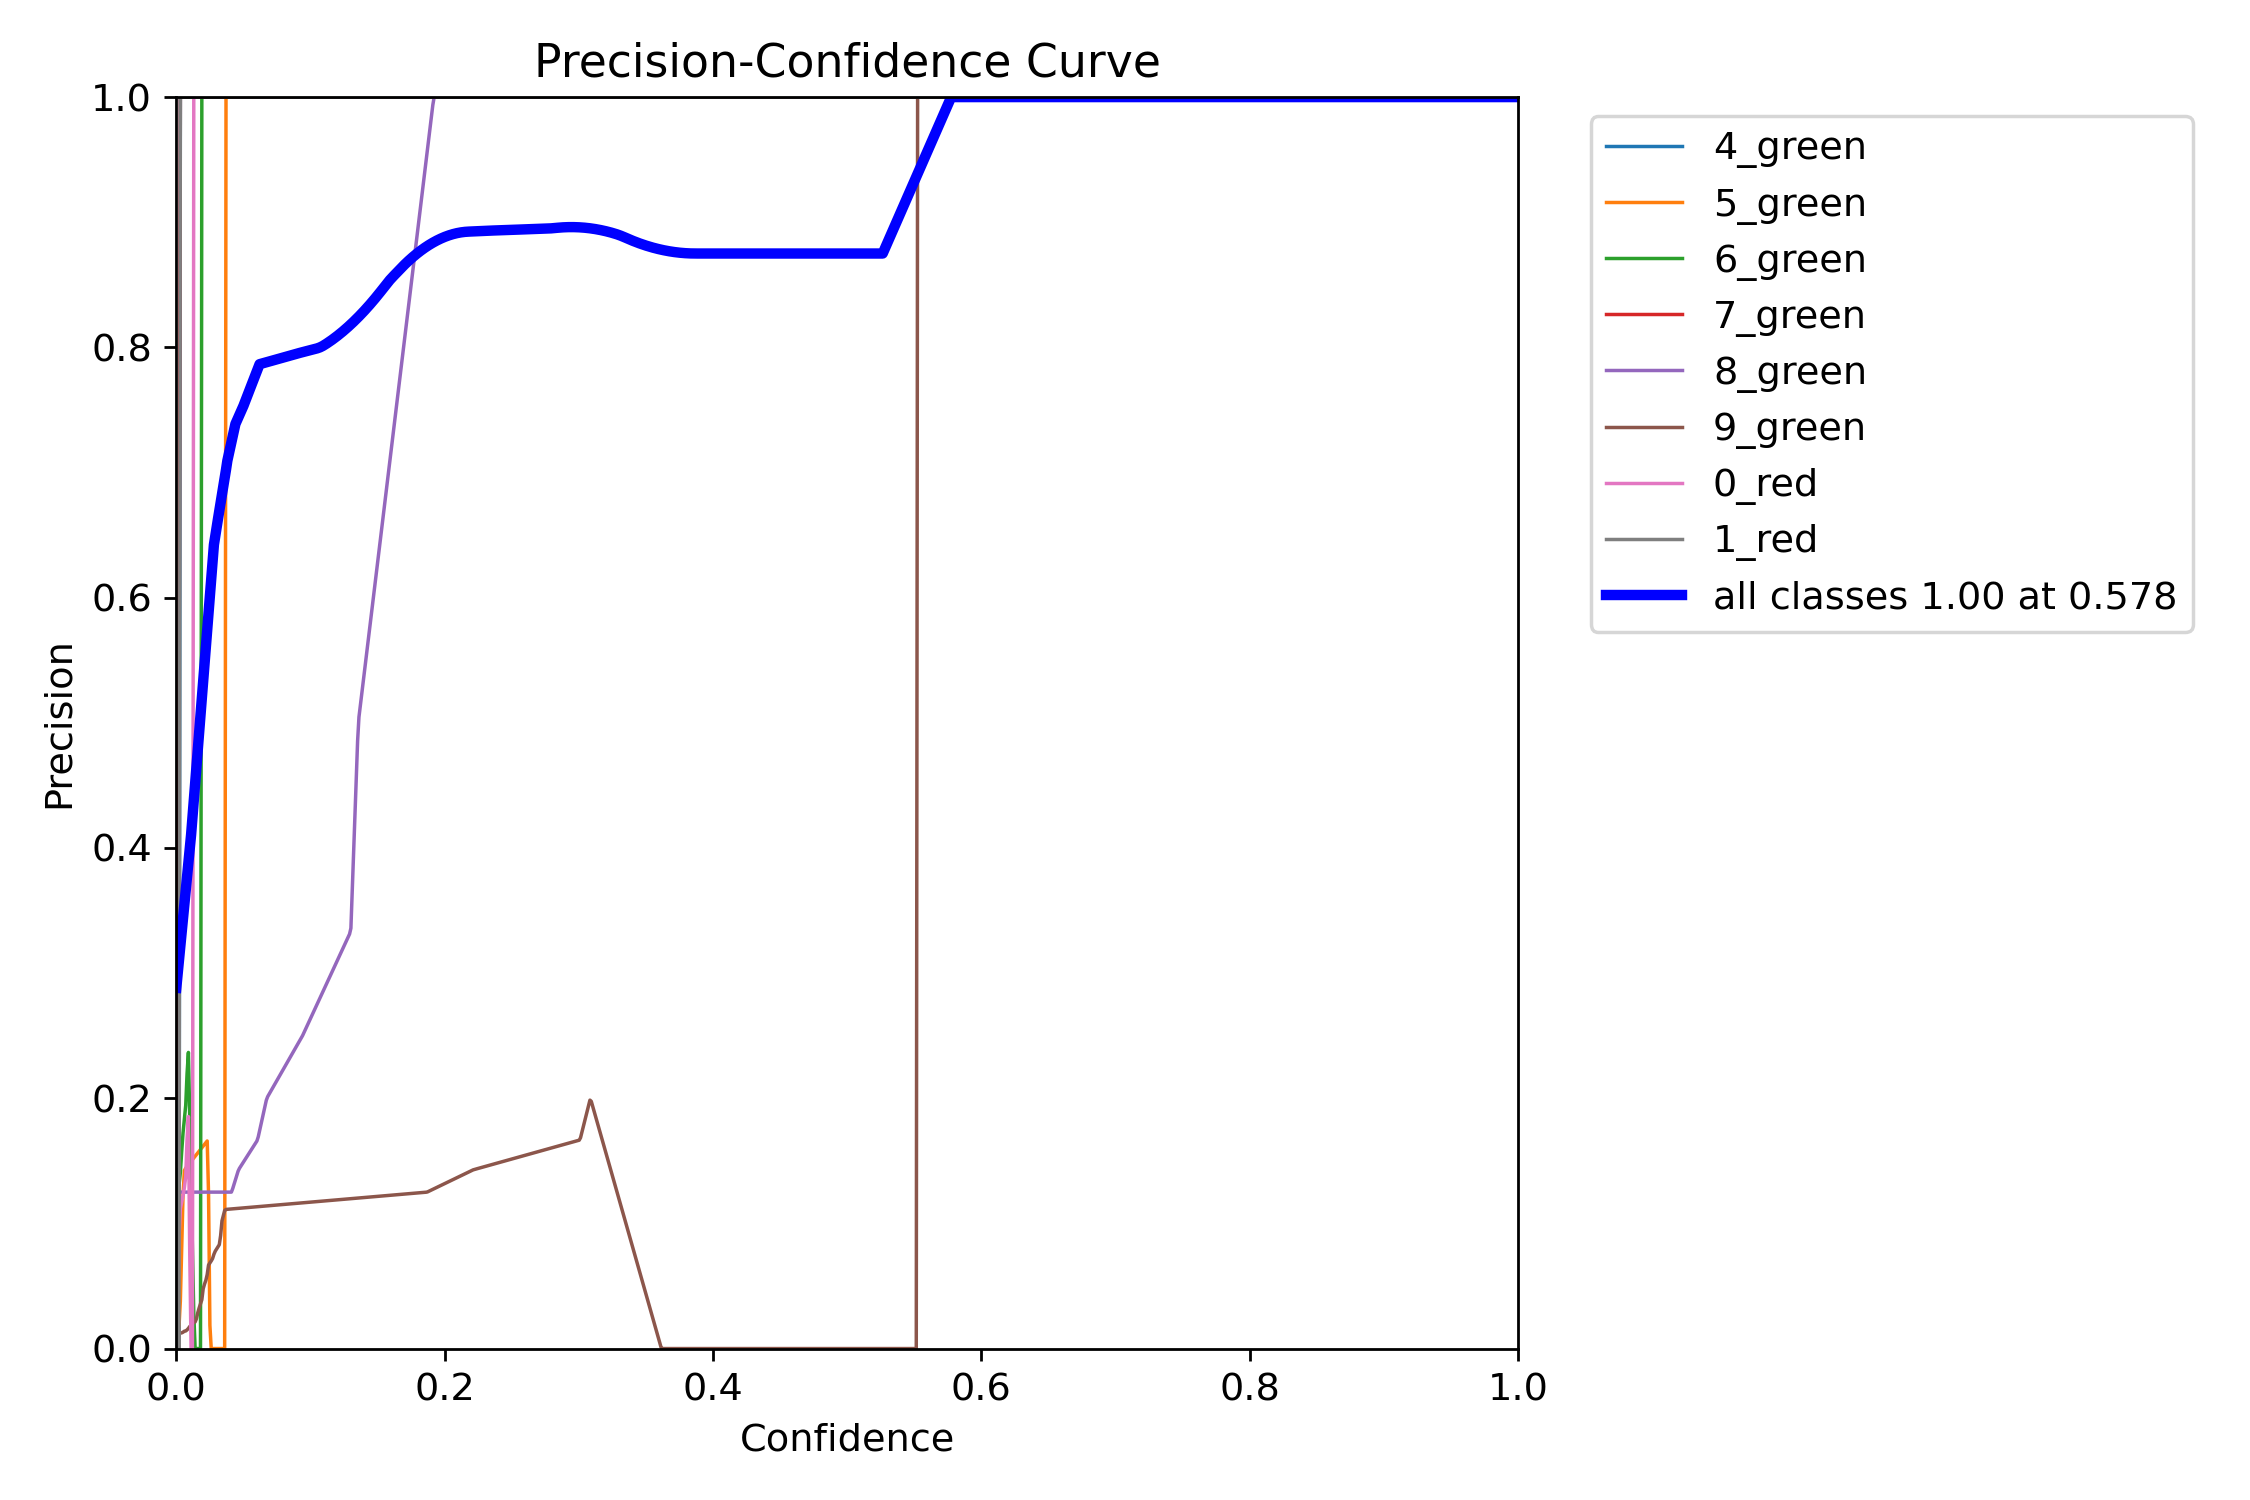 Precision-Confidence Curve
1.0
0.8
0.6
0.4
0.2
0.0
Precision
0.0 0.2 0.4 0.6 0.8 1.0
Confidence
4_green
5_green
6_green
7_green
8_green
9_green
0_red
1_red
all classes 1.00 at 0.578